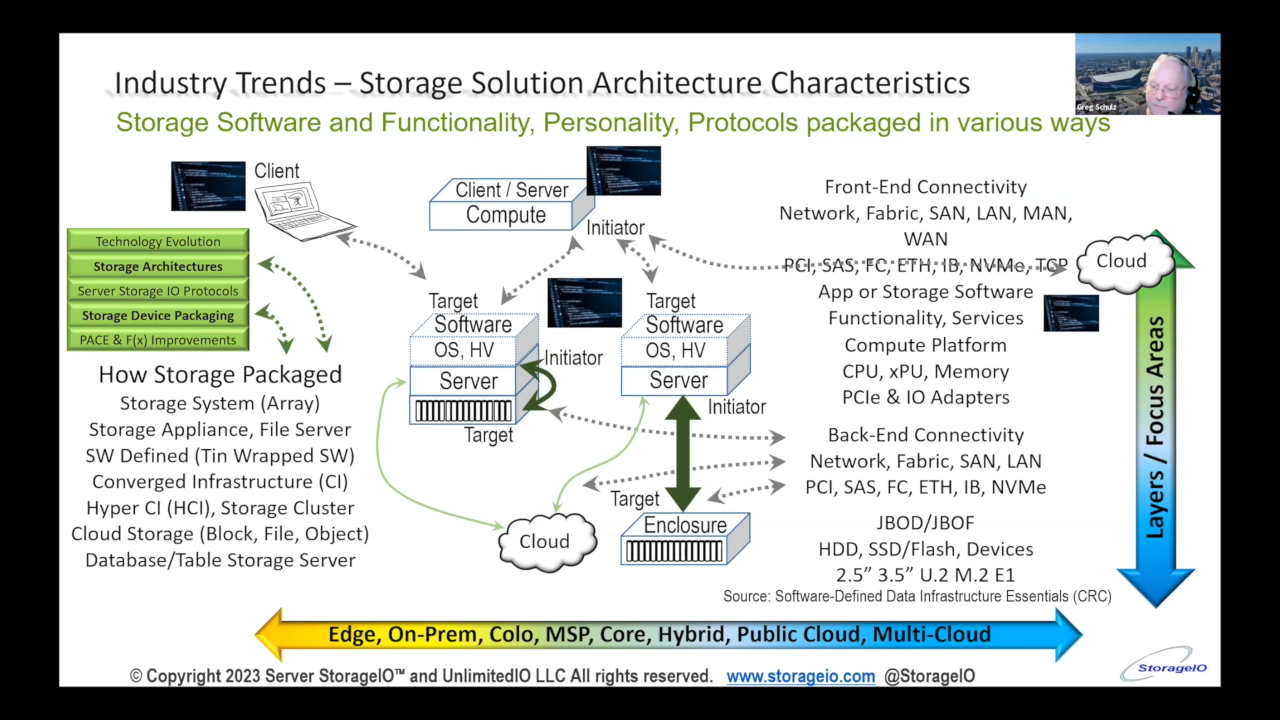 Industry Trends – Storage Solution Architecture Characteristics
Storage Software and Functionality, Personality, Protocols packaged in various ways
Greg Schulz
Client
Client / Server
Compute
Initiator
Technology Evolution
Storage Architectures
Server Storage IO Protocols
Storage Device Packaging
PACE & F(x) Improvements
How Storage Packaged
Storage System (Array)
Storage Appliance, File Server
SW Defined (Tin Wrapped SW)
Converged Infrastructure (CI)
Hyper CI (HCI), Storage Cluster
Cloud Storage (Block, File, Object)
Database/Table Storage Server
Target
Software
OS, HV
Initiator
Server
Target
Target
Software
OS, HV
Server
Initiator
Target
Enclosure
Cloud
Front-End Connectivity
Network, Fabric, SAN, LAN, MAN,
WAN
PCI, SAS, FC, ETH, IB, NVMe, TCP
Cloud
App or Storage Software
Functionality, Services
Compute Platform
CPU, xPU, Memory
PCIe & IO Adapters
Back-End Connectivity
Network, Fabric, SAN, LAN
PCI, SAS, FC, ETH, IB, NVMe
JBOD/JBOF
HDD, SSD/Flash, Devices
2.5” 3.5” U.2 M.2 E1
Layers / Focus Areas
Source: Software-Defined Data Infrastructure Essentials (CRC)
Edge, On-Prem, Colo, MSP, Core, Hybrid, Public Cloud, Multi-Cloud
© Copyright 2023 Server StorageIO™ and UnlimitedIO LLC All rights reserved. www.storageio.com @StorageIO
StorageIO